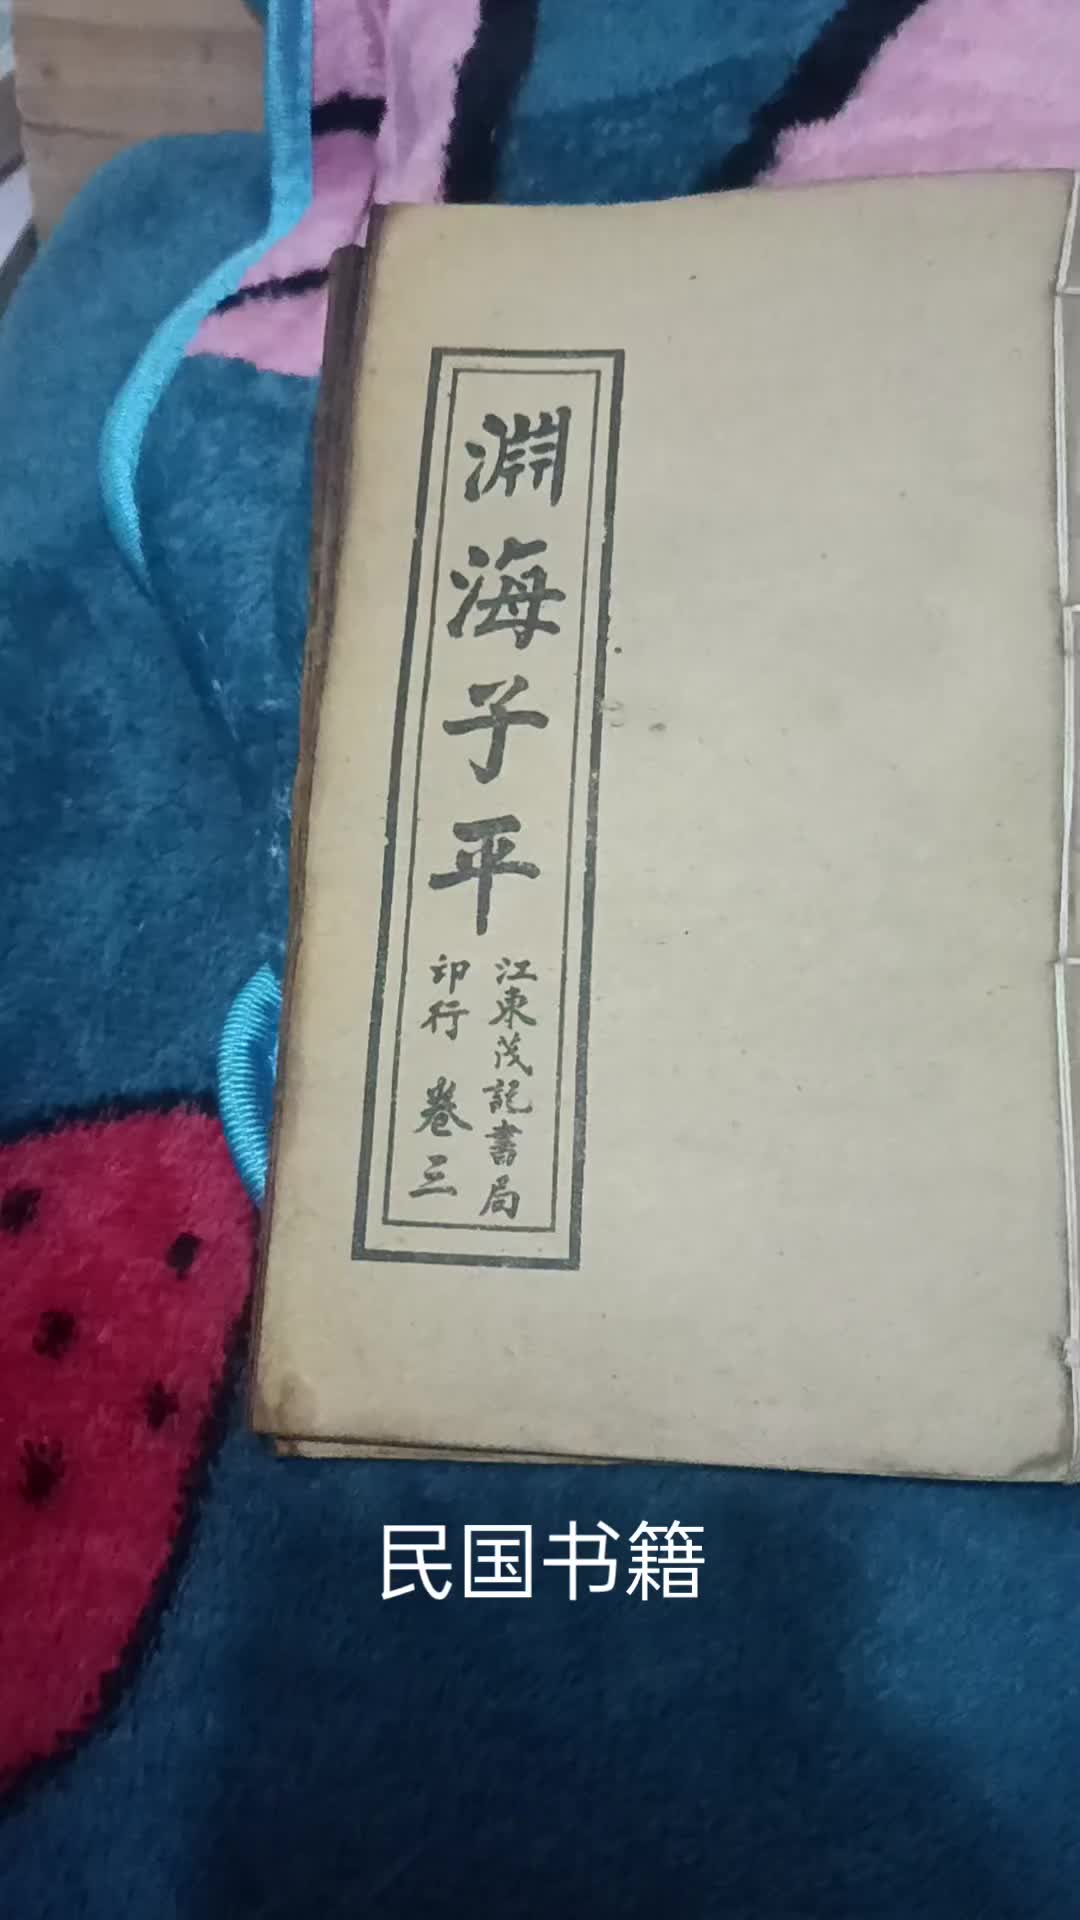 淵海子平
江東茂記書局
印行 卷三
民国书籍